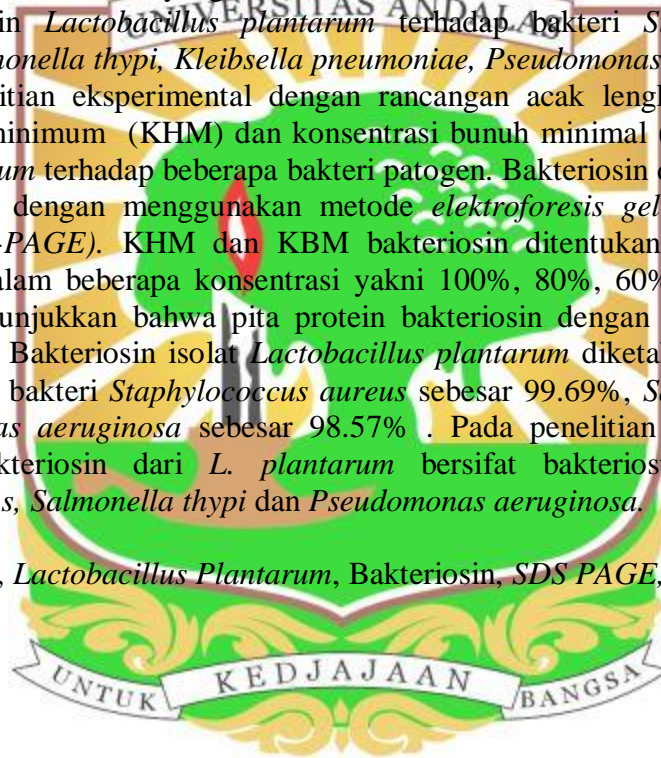 UNIVERSITAS ANDALAS
in Lactobacillus plantarum terhadap bakteri S
monella thypi, Kleibsella pneumoniae, Pseudomonas
itian eksperimental dengan rancangan acak lengk
minimum (KHM) dan konsentrasi bunuh minimal
um terhadap beberapa bakteri patogen. Bakteriosin
dengan menggunakan metode elektroforesis gel
-PAGE). KHM dan KBM bakteriosin ditentukan
alam beberapa konsentrasi yakni 100%, 80%, 60%
unjukkan bahwa pita protein bakteriosin dengan
Bakteriosin isolat Lactobacillus plantarum diketa
bakteri Staphylococcus aureus sebesar 99.69%, S
as aeruginosa sebesar 98.57% . Pada penelitian
kteriosin dari L. plantarum bersifat bakterios
s, Salmonella thypi dan Pseudomonas aeruginosa.
, Lactobacillus Plantarum, Bakteriosin, SDS PAGE,
UNTUK KEDJAJAAN BANGSA